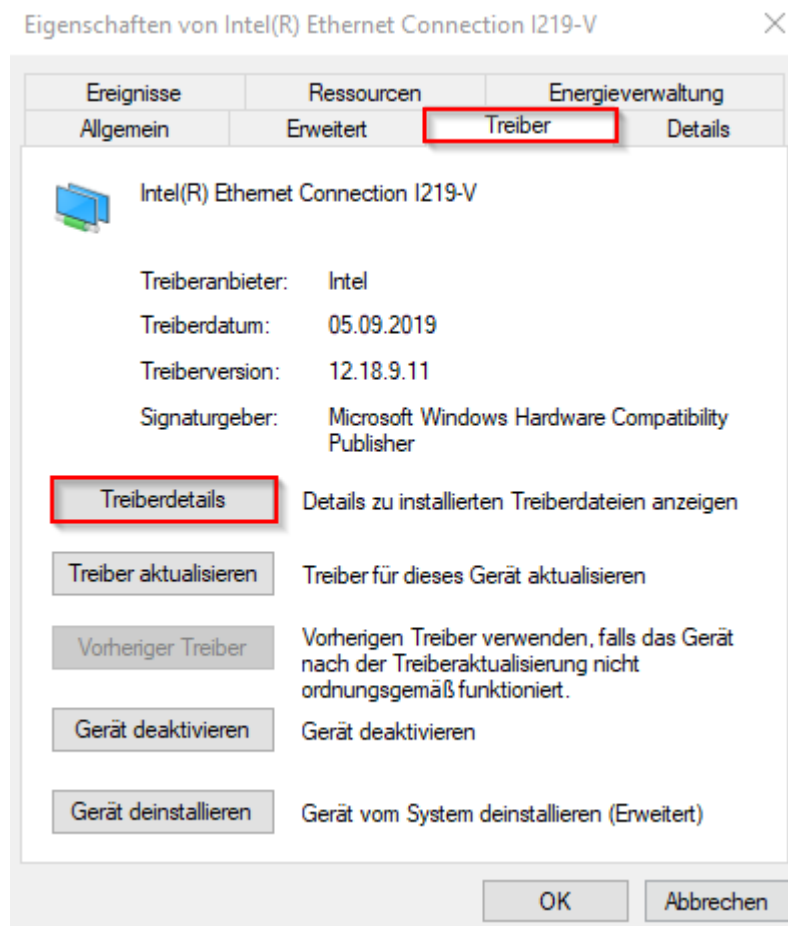 Eigenschaften von Intel(R) Ethernet Connection I219-V
Ereignisse Ressourcen Energieverwaltung
Allgemein Erweitert Treiber Details
Intel(R) Ethernet Connection I219-V
Treiberanbieter: Intel
Treiberdatum: 05.09.2019
Treiberversion: 12.18.9.11
Signaturgeber: Microsoft Windows Hardware Compatibility
Publisher
Treiberdetails Details zu installierten Treiberdateien anzeigen
Treiber aktualisieren Treiber für dieses Gerät aktualisieren
Vorheriger Treiber Vorherigen Treiber verwenden, falls das Gerät
nach der Treiberaktualisierung nicht
ordnungsgemäß funktioniert.
Gerät deaktivieren Gerät deaktivieren
Gerät deinstallieren Gerät vom System deinstallieren (Erweitert)
OK Abbrechen